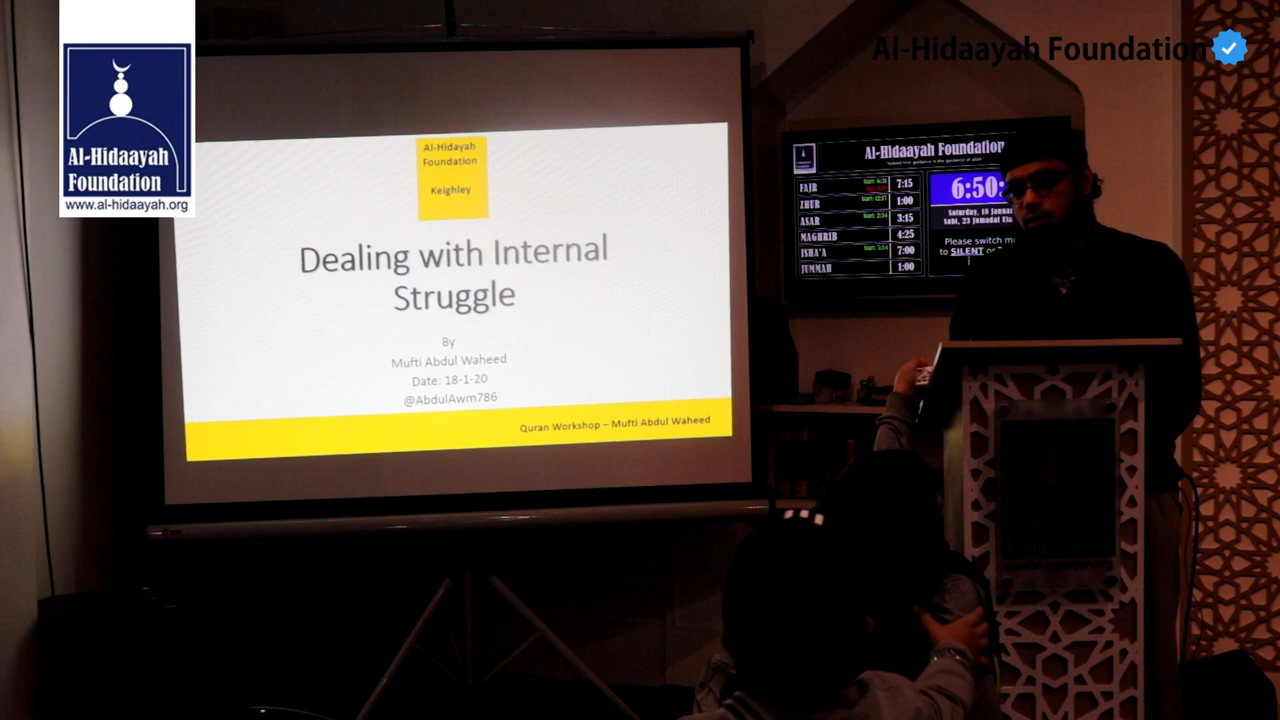 Al-Hidaayah
Foundation
www.al-hidaayah.org
Al-Hidaayah Foundation
Al-Hidayah
Foundation
Keighley
Dealing with Internal
Struggle
By
Mufti Abdul Waheed
Date: 18-1-20
@AbdulAwm786
Quran Workshop – Mufti Abdul Waheed
Al-Hidaayah Foundation
FAJR 7:15
ZHUR 1:00
ASAR 3:15
MAGHRIB 4:25
ISHA'A 7:00
JUMMAH 1:00
6:50:
Saturday, 18
23
Please switch
to SILENT